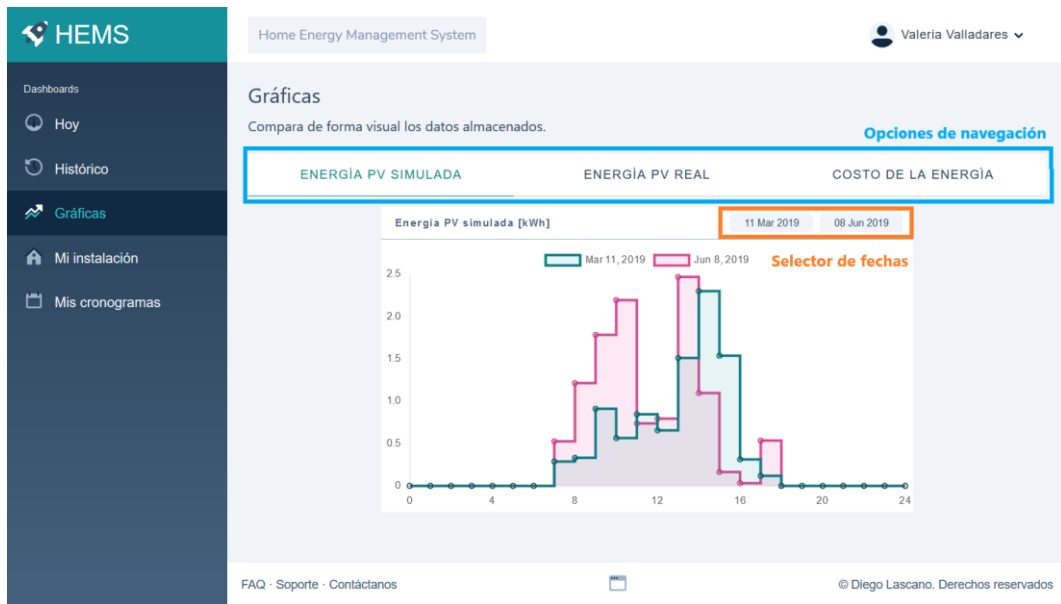 HEMS
Home Energy Management System
Valeria Valladares
Dashboards
Hoy
Histórico
Gráficas
Mi instalación
Mis cronogramas
Gráficas
Compara de forma visual los datos almacenados.
Opciones de navegación
ENERGÍA PV SIMULADA
ENERGÍA PV REAL
COSTO DE LA ENERGÌA
Energía PV simulada [kWh]
11 Mar 2019
08 Jun 2019
Mar 11, 2019
Jun 8, 2019
Selector de fechas
2.5
2.0
1.5
1.0
0.5
0
0 4 8 12 16 20 24
FAQ · Soporte · Contáctanos
© Diego Lascano. Derechos reservados